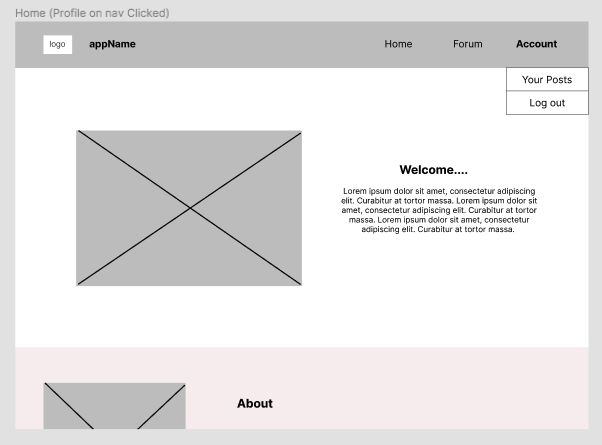 Home (Profile on nav Clicked)
logo
appName
Home
Forum
Account
Your Posts
Log out
Welcome....
Lorem ipsum dolor sit amet, consectetur adipiscing
elit. Curabitur at tortor massa. Lorem ipsum dolor sit
amet, consectetur adipiscing elit. Curabitur at tortor
massa. Lorem ipsum dolor sit amet, consectetur
adipiscing elit. Curabitur at tortor massa.
About